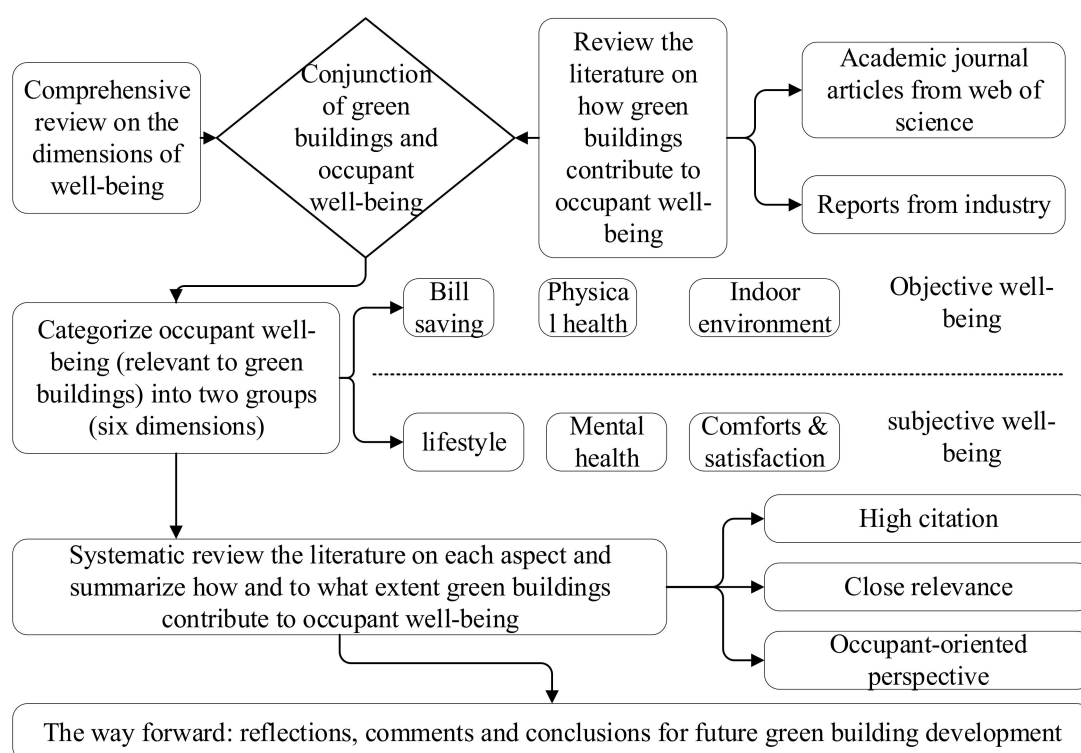 Comprehensive
review on the
dimensions of
well-being
Conjunction
of green
buildings and
occupant
well-being
Review the
literature on
how green
buildings
contribute to
occupant well-
being
Academic journal
articles from web of
science
Reports from industry
Categorize occupant well-
being (relevant to green
buildings) into two groups
(six dimensions)
Bill
saving
Physica
l health
Indoor
environment
Objective well-
being
lifestyle
Mental
health
Comforts &
satisfaction
subjective well-
being
Systematic review the literature on each aspect and
summarize how and to what extent green buildings
contribute to occupant well-being
High citation
Close relevance
Occupant-oriented
perspective
The way forward: reflections, comments and conclusions for future green building development